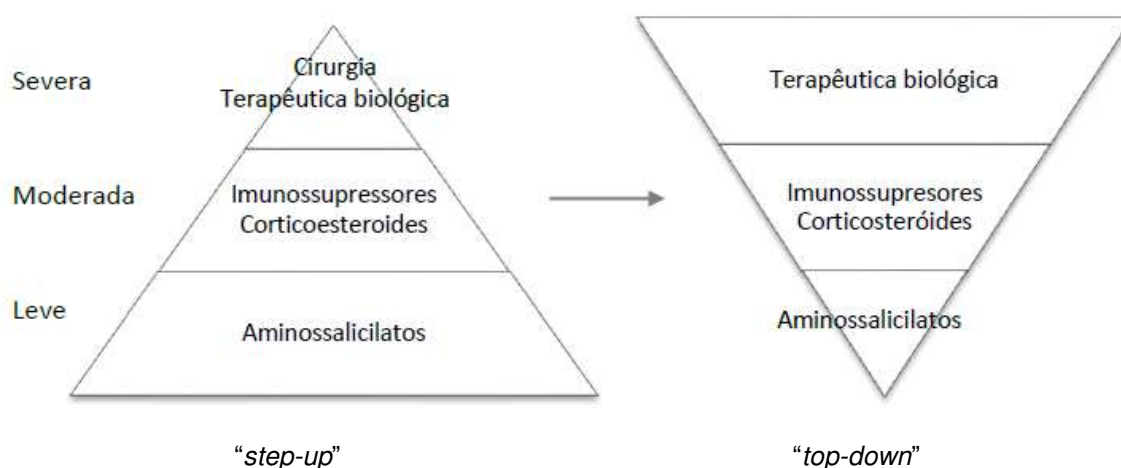 Severa
Cirurgia
Terapêutica biológica
Moderada
Imunossupressores
Corticoesteroides
Leve
Aminossalicilatos
Terapêutica biológica
Imunossupresores
Corticosteróides
Aminossalicilatos
“step-up”
“top-down”